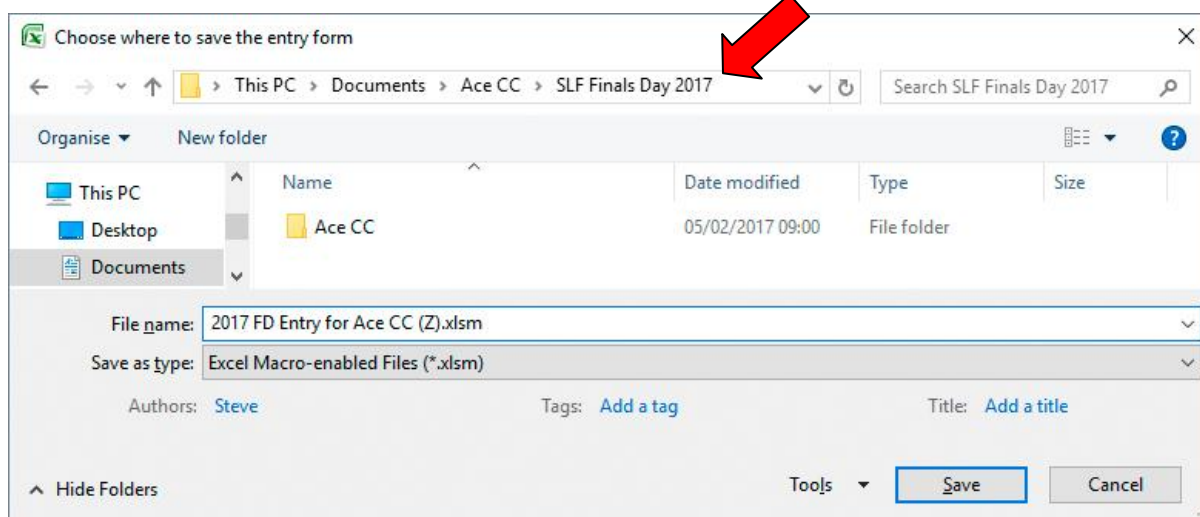 Choose where to save the entry form
This PC > Documents > Ace CC > SLF Finals Day 2017
Search SLF Finals Day 2017
Organise New folder
This PC
Desktop
Documents
Name Date modified Type Size
Ace CC 05/02/2017 09:00 File folder
File name: 2017 FD Entry for Ace CC (Z).xlsm
Save as type: Excel Macro-enabled Files (*.xlsm)
Authors: Steve Tags: Add a tag Title: Add a title
Hide Folders Tools Save Cancel